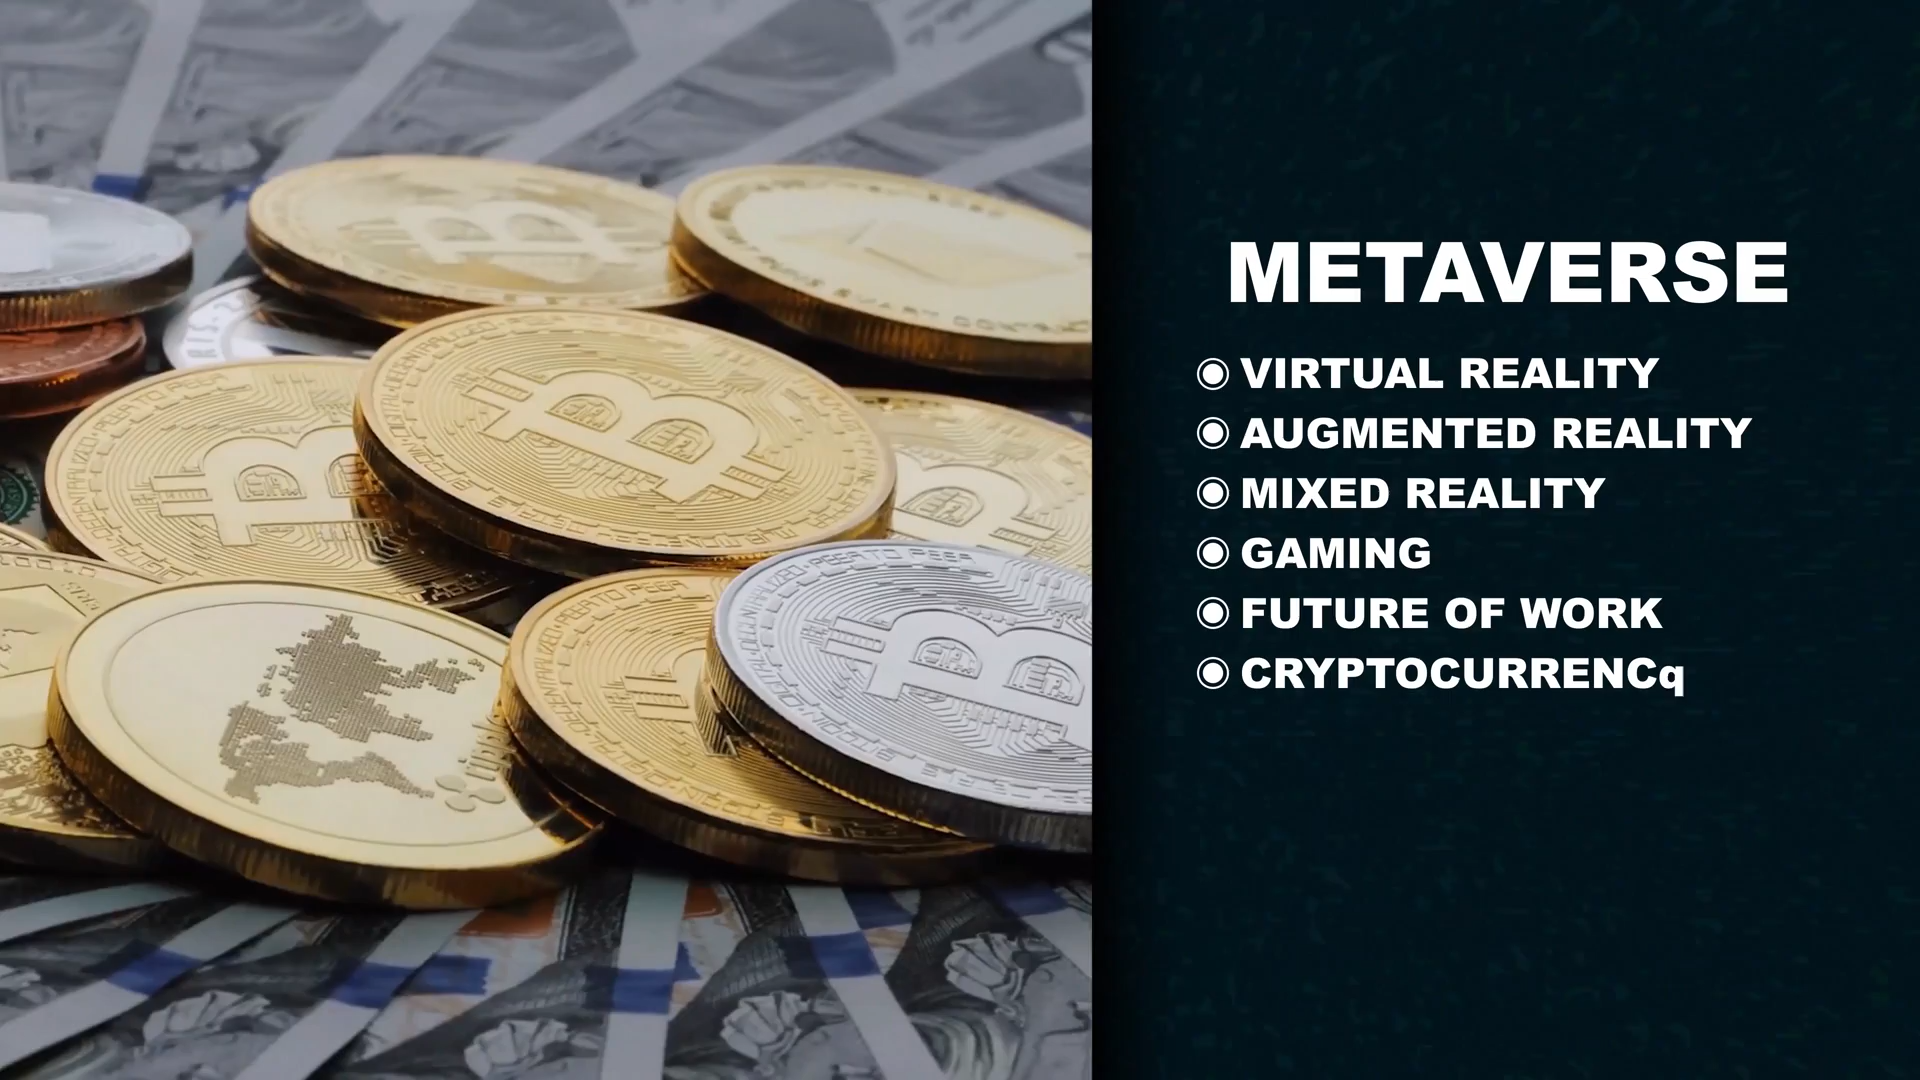 METAVERSE
◉ VIRTUAL REALITY
◉ AUGMENTED REALITY
◉ MIXED REALITY
◉ GAMING
◉ FUTURE OF WORK
◉ CRYPTOCURRENCq